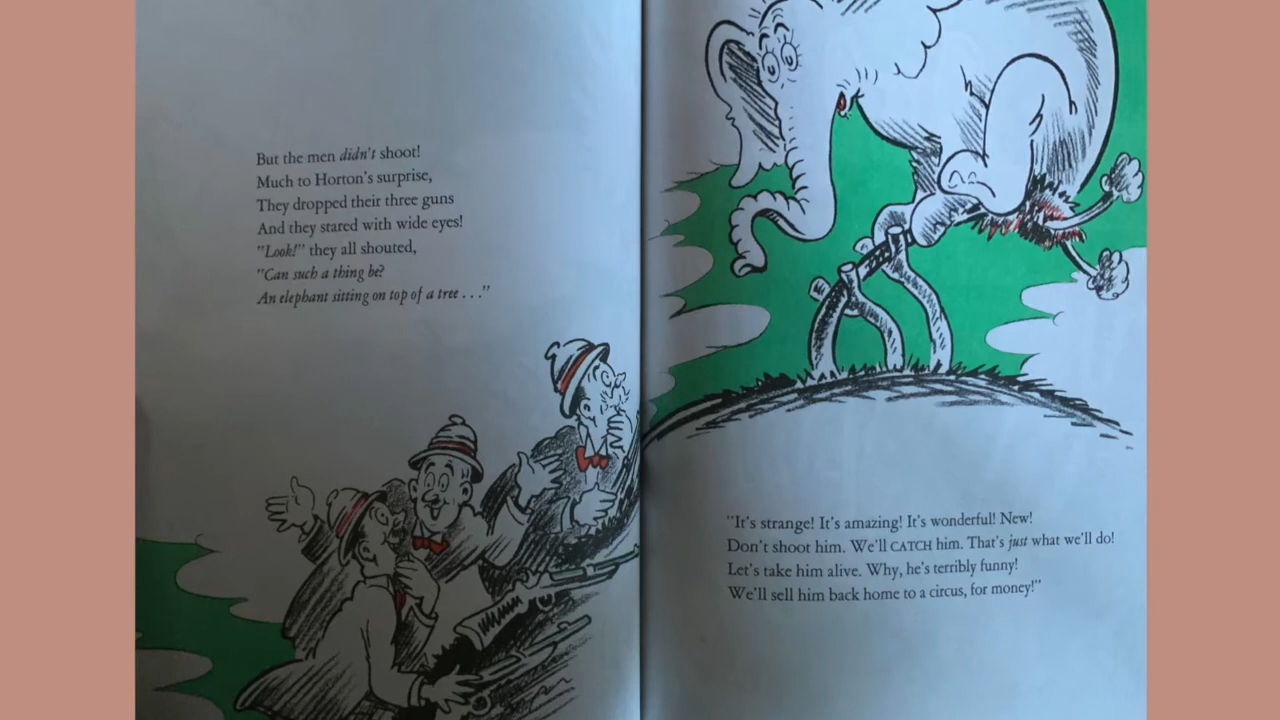 But the men didn't shoot!
Much to Horton's surprise,
They dropped their three guns
And they stared with wide eyes!
"Look!" they all shouted,
"Can such a thing be?
An elephant sitting on top of a tree . . ."
"It's strange! It's amazing! It's wonderful! New!
Don't shoot him. We'll CATCH him. That's just what we'll do!
Let's take him alive. Why, he's terribly funny!
We'll sell him back home to a circus, for money!"